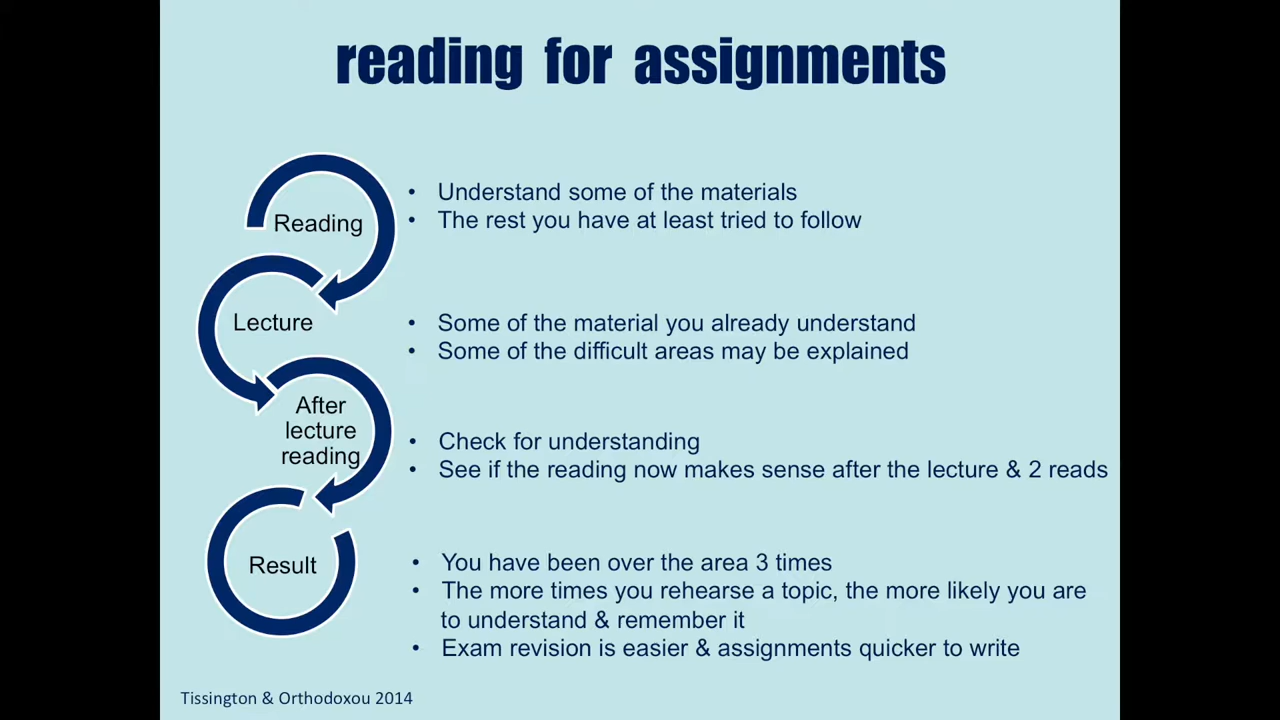 reading for assignments
Reading
• Understand some of the materials
• The rest you have at least tried to follow
Lecture
• Some of the material you already understand
• Some of the difficult areas may be explained
After
lecture
reading
• Check for understanding
• See if the reading now makes sense after the lecture & 2 reads
Result
• You have been over the area 3 times
• The more times you rehearse a topic, the more likely you are
to understand & remember it
• Exam revision is easier & assignments quicker to write
Tissington & Orthodoxou 2014